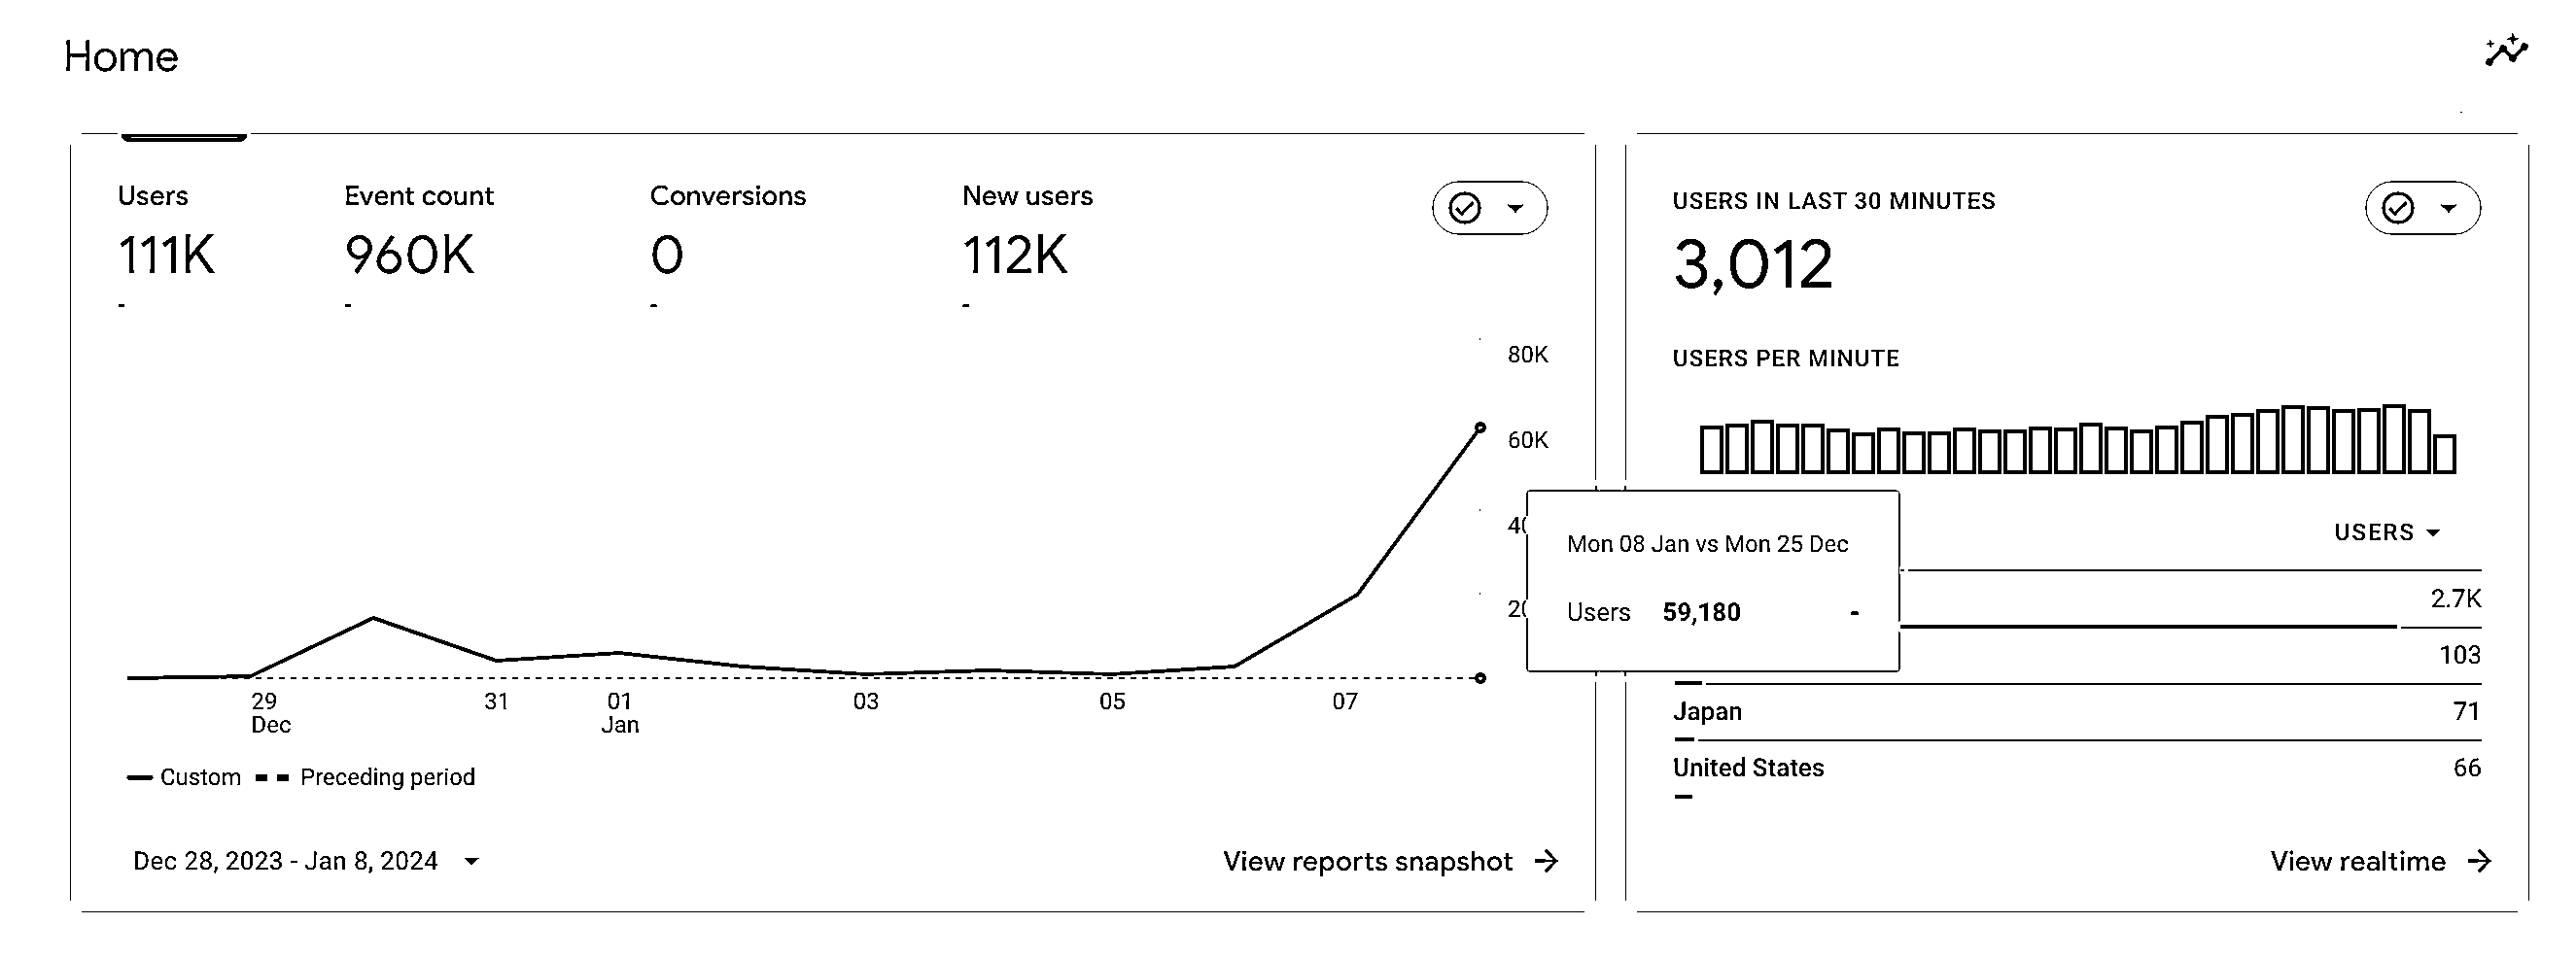 Home
Users
Event count
Conversions
New users
111K
960K
0
112K
-
-
-
-
80K
60K
Mon 08 Jan vs Mon 25 Dec
Users 59,180 -
29
Dec
31
01
Jan
03
05
07
Custom
Preceding period
Dec 28, 2023 - Jan 8, 2024
View reports snapshot
USERS IN LAST 30 MINUTES
3,012
USERS PER MINUTE
USERS
2.7K
103
Japan 71
United States 66
View realtime